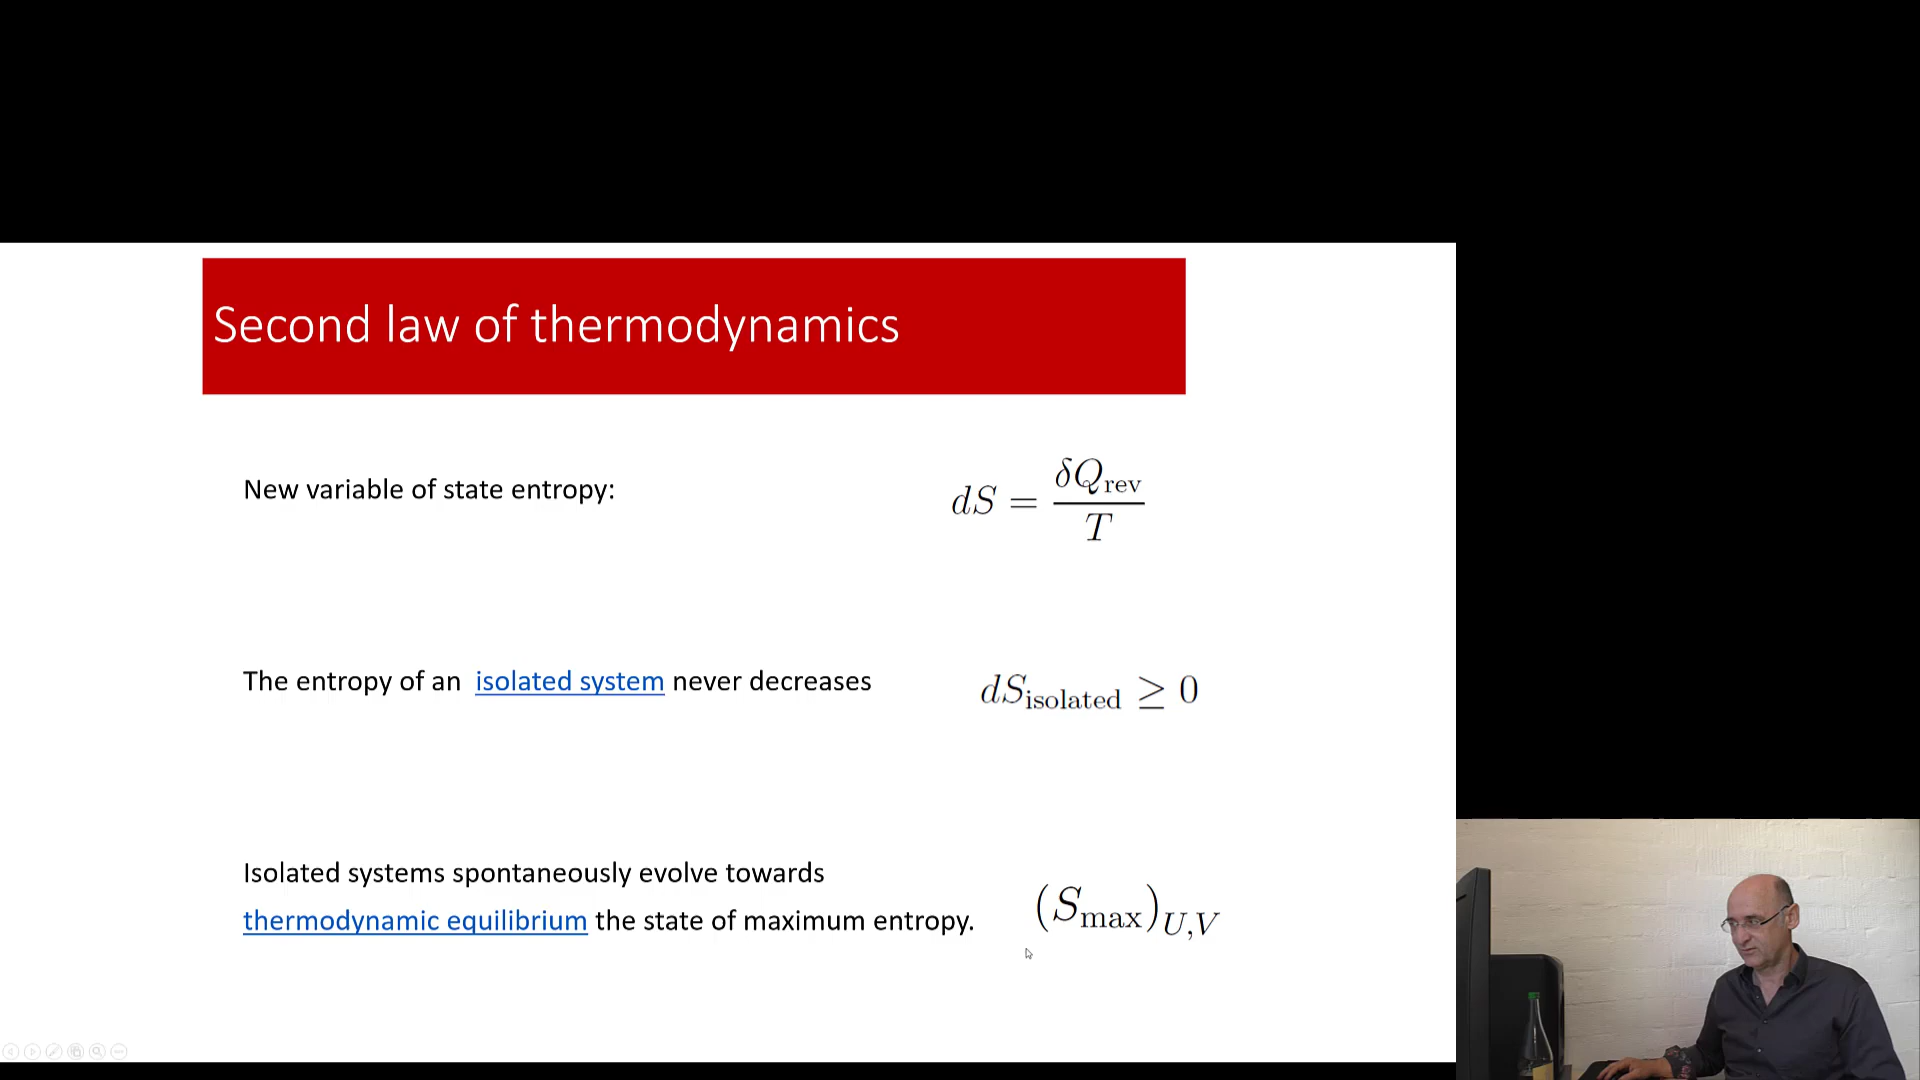 Second law of thermodynamics
New variable of state entropy:
dS = δQ_rev / T
The entropy of an isolated system never decreases
dS_isolated ≥ 0
Isolated systems spontaneously evolve towards
thermodynamic equilibrium the state of maximum entropy.
(S_max)_U,V